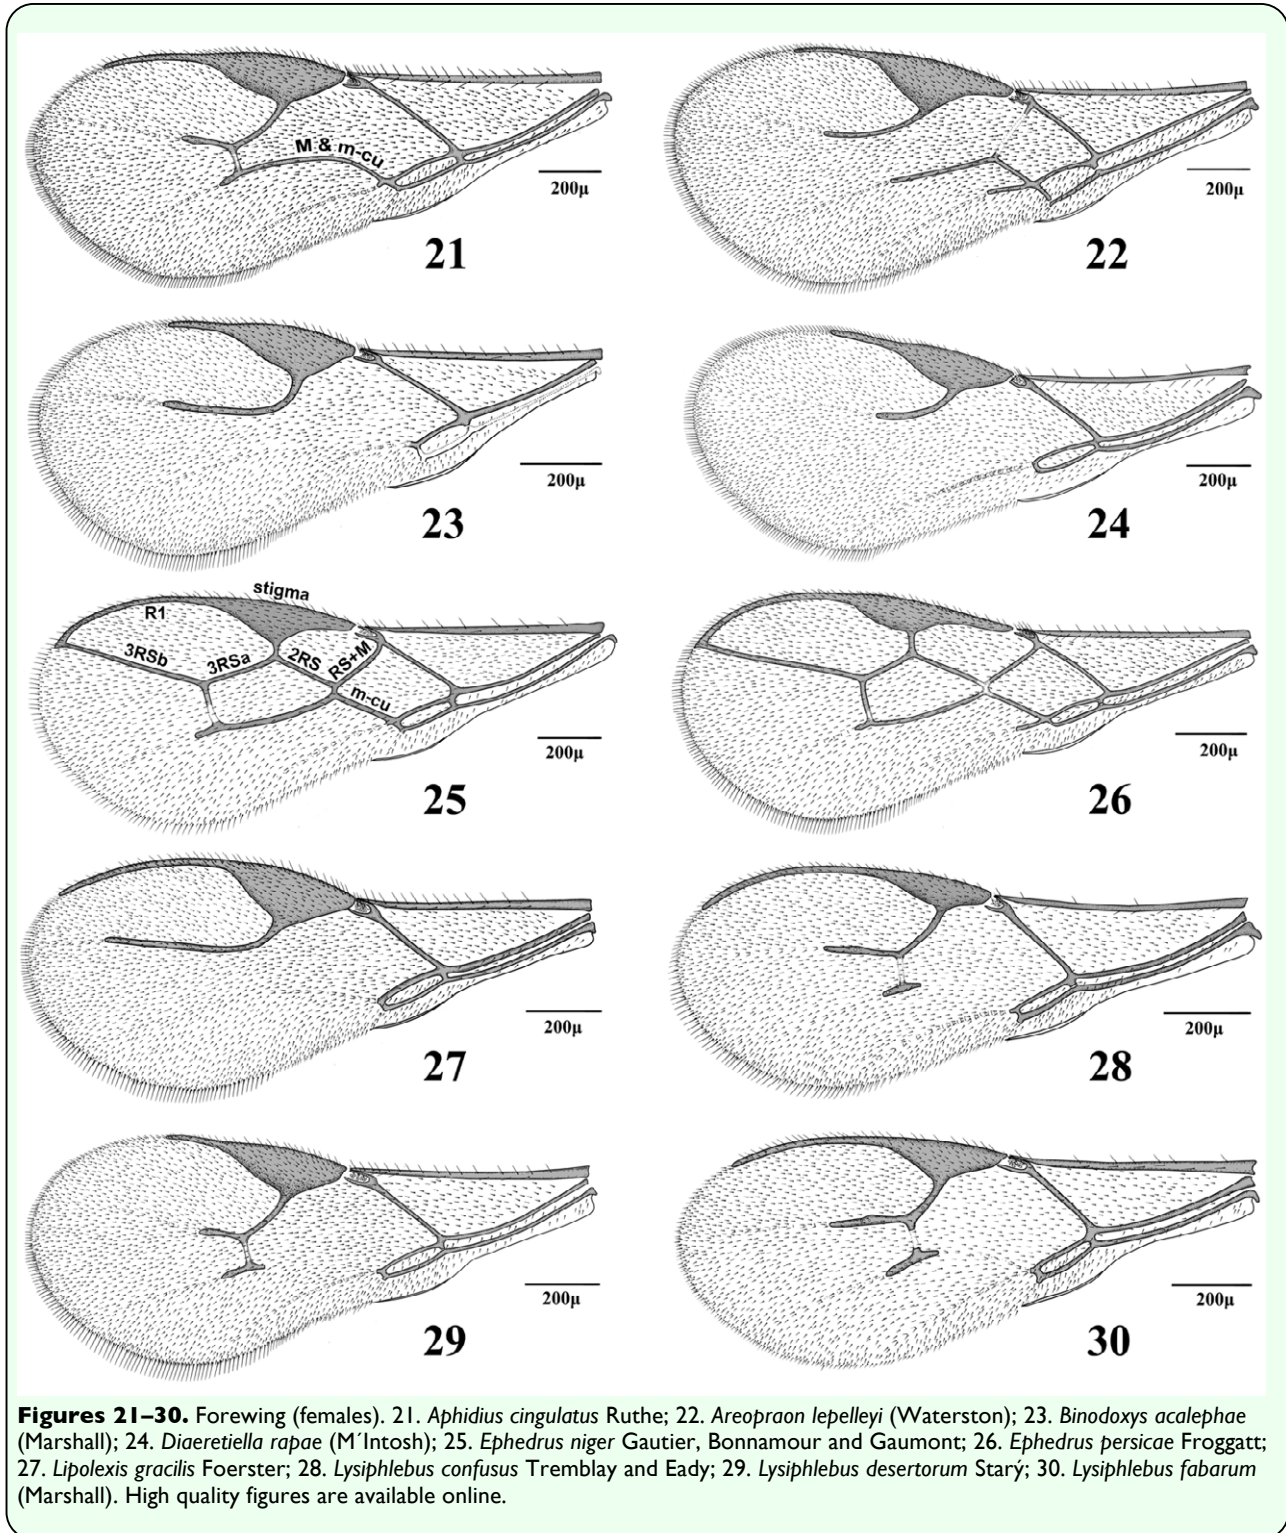 M & m-cu
200µ
21
200µ
22
200µ
23
200µ
24
stigma
R1
3RSb
3RSa
2RS
RS+M
m-cu
200µ
25
200µ
26
200µ
27
200µ
28
200µ
29
200µ
30
Figures 21–30. Forewing (females). 21. Aphidius cingulatus Ruthe; 22. Areopraon lepelleyi (Waterston); 23. Binodoxys acalephae
(Marshall); 24. Diaeretiella rapae (M´Intosh); 25. Ephedrus niger Gautier, Bonnamour and Gaumont; 26. Ephedrus persicae Froggatt;
27. Lipolexis gracilis Foerster; 28. Lysiphlebus confusus Tremblay and Eady; 29. Lysiphlebus desertorum Starý; 30. Lysiphlebus fabarum
(Marshall). High quality figures are available online.